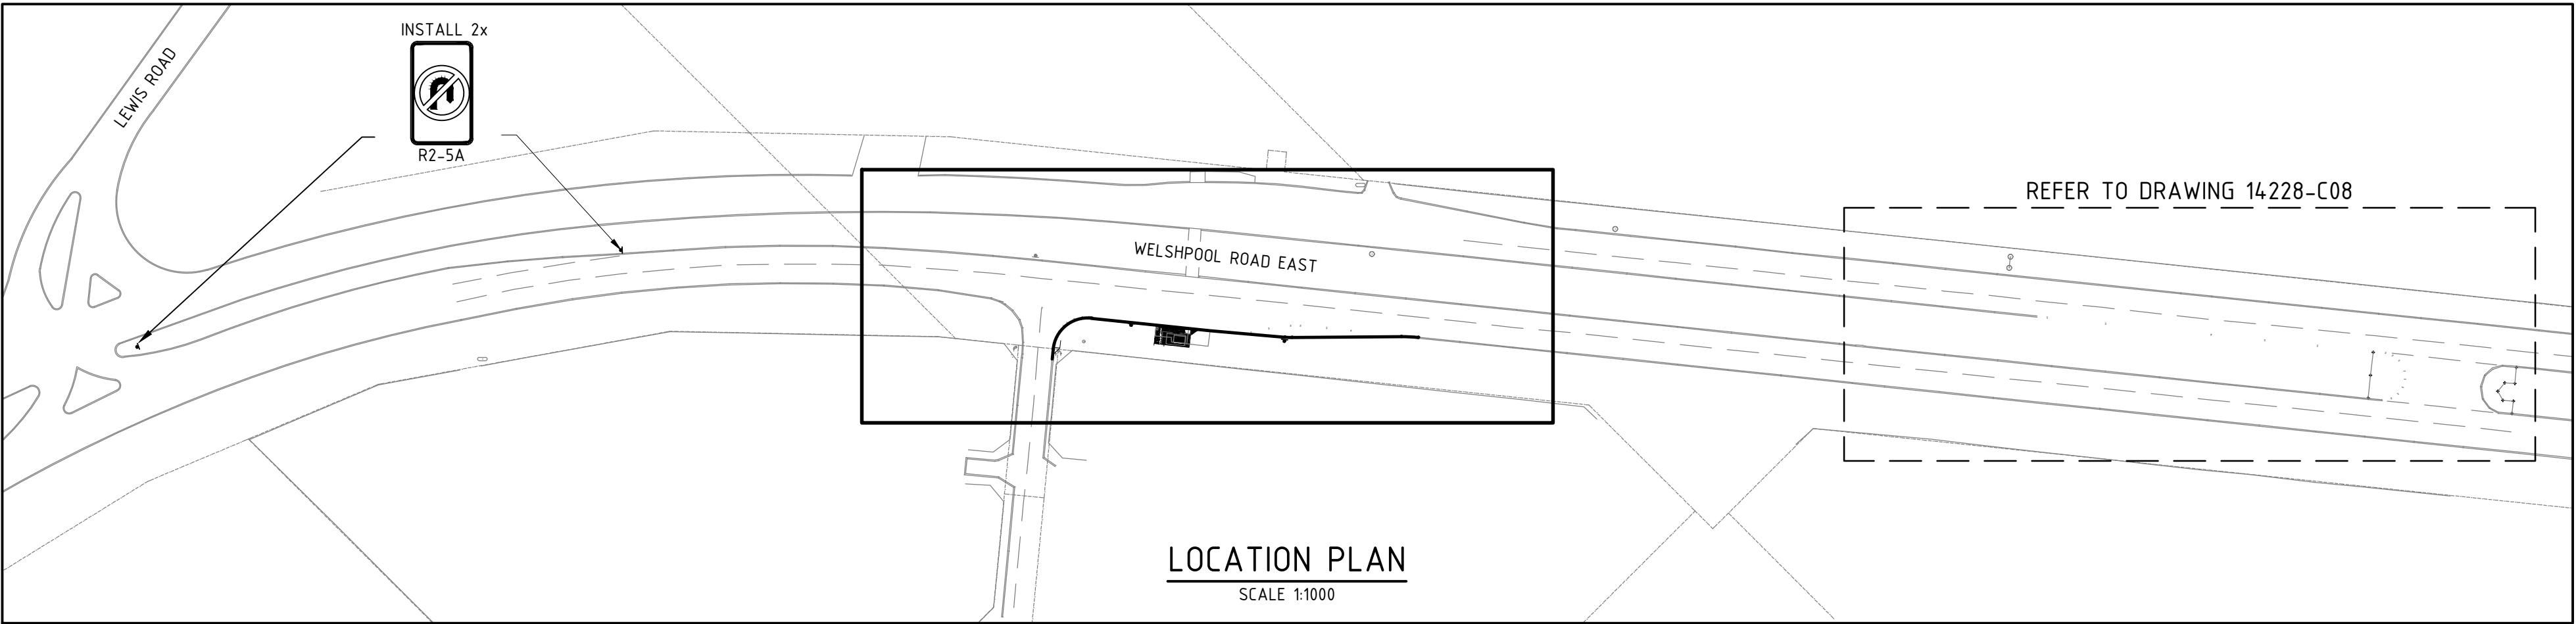 INSTALL 2x
R2-5A
LEWIS ROAD
WELSHPOOL ROAD EAST
REFER TO DRAWING 14228-C08
LOCATION PLAN
SCALE 1:1000